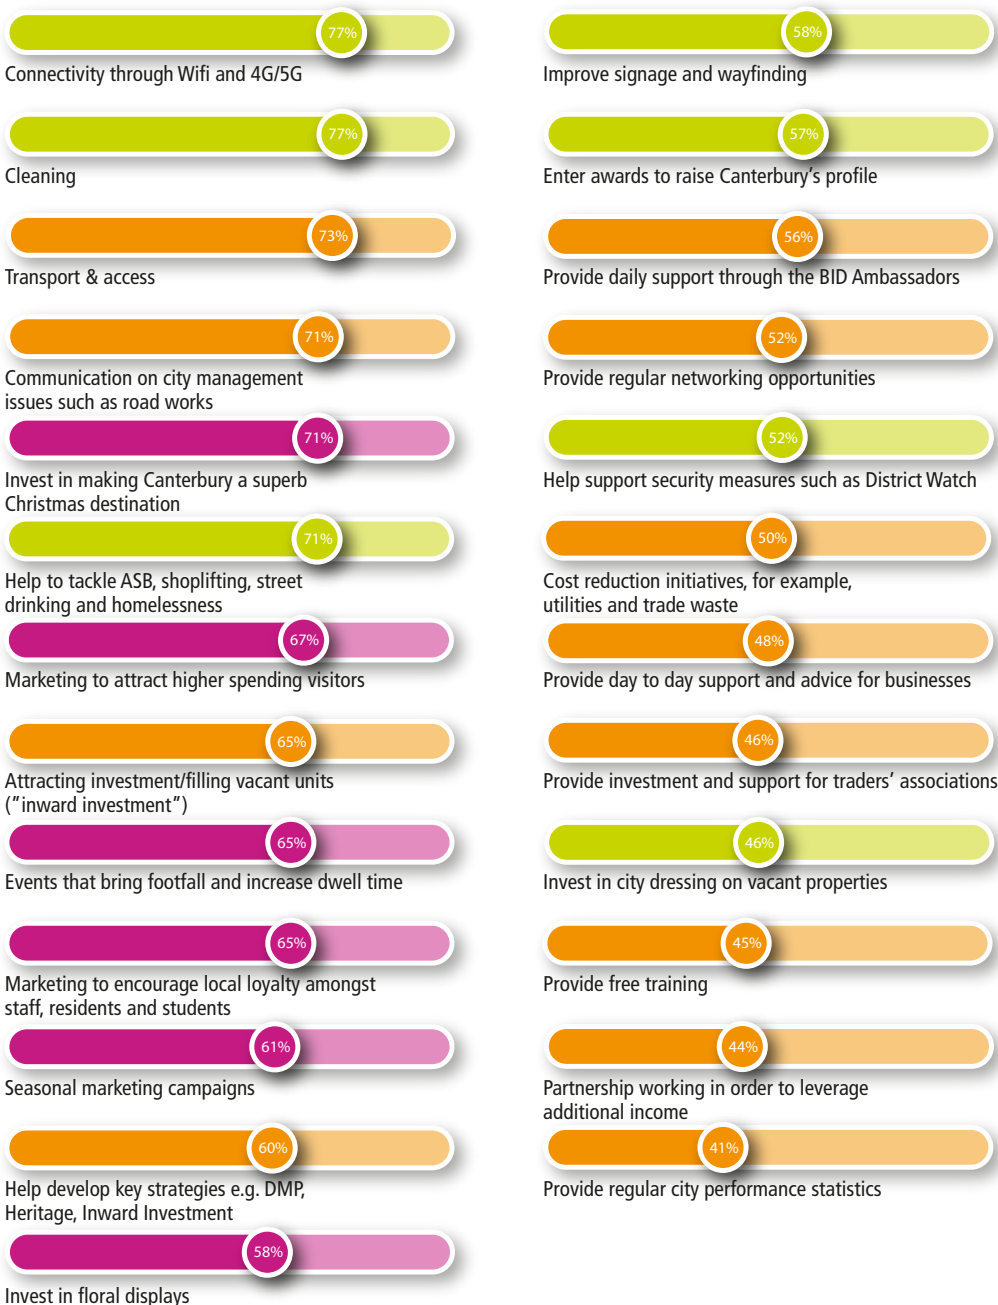 77%
Connectivity through Wifi and 4G/5G
77%
Cleaning
73%
Transport & access
71%
Communication on city management
issues such as road works
71%
Invest in making Canterbury a superb
Christmas destination
71%
Help to tackle ASB, shoplifting, street
drinking and homelessness
67%
Marketing to attract higher spending visitors
65%
Attracting investment/filling vacant units
(”inward investment”)
65%
Events that bring footfall and increase dwell time
65%
Marketing to encourage local loyalty amongst
staff, residents and students
61%
Seasonal marketing campaigns
60%
Help develop key strategies e.g. DMP,
Heritage, Inward Investment
58%
Invest in floral displays
58%
Improve signage and wayfinding
57%
Enter awards to raise Canterbury’s profile
56%
Provide daily support through the BID Ambassadors
52%
Provide regular networking opportunities
52%
Help support security measures such as District Watch
50%
Cost reduction initiatives, for example,
utilities and trade waste
48%
Provide day to day support and advice for businesses
46%
Provide investment and support for traders’ associations
46%
Invest in city dressing on vacant properties
45%
Provide free training
44%
Partnership working in order to leverage
additional income
41%
Provide regular city performance statistics